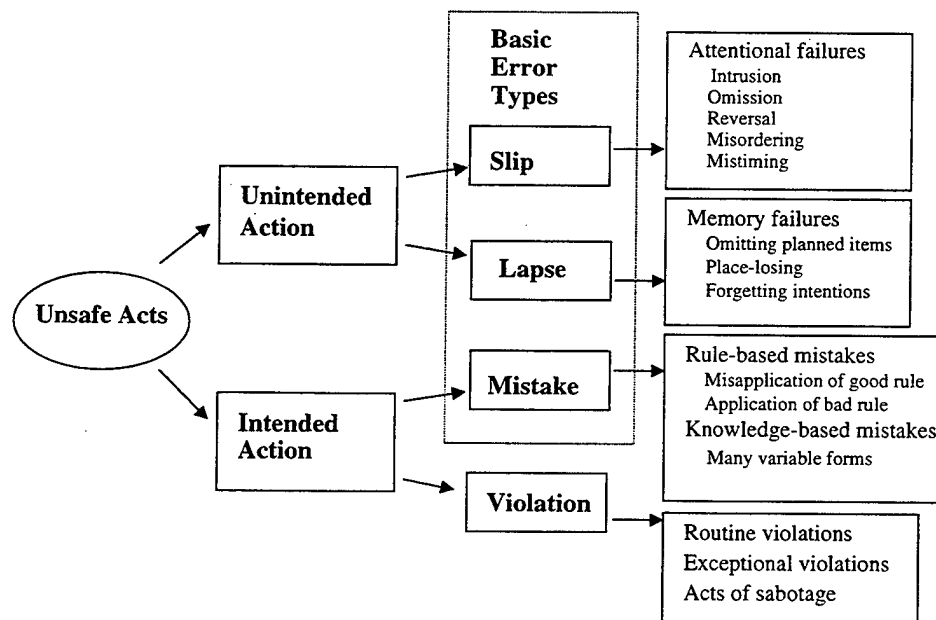 Unsafe Acts
Unintended
Action
Intended
Action
Basic
Error
Types
Slip
Lapse
Mistake
Violation
Attentional failures
Intrusion
Omission
Reversal
Misordering
Mistiming
Memory failures
Omitting planned items
Place-losing
Forgetting intentions
Rule-based mistakes
Misapplication of good rule
Application of bad rule
Knowledge-based mistakes
Many variable forms
Routine violations
Exceptional violations
Acts of sabotage